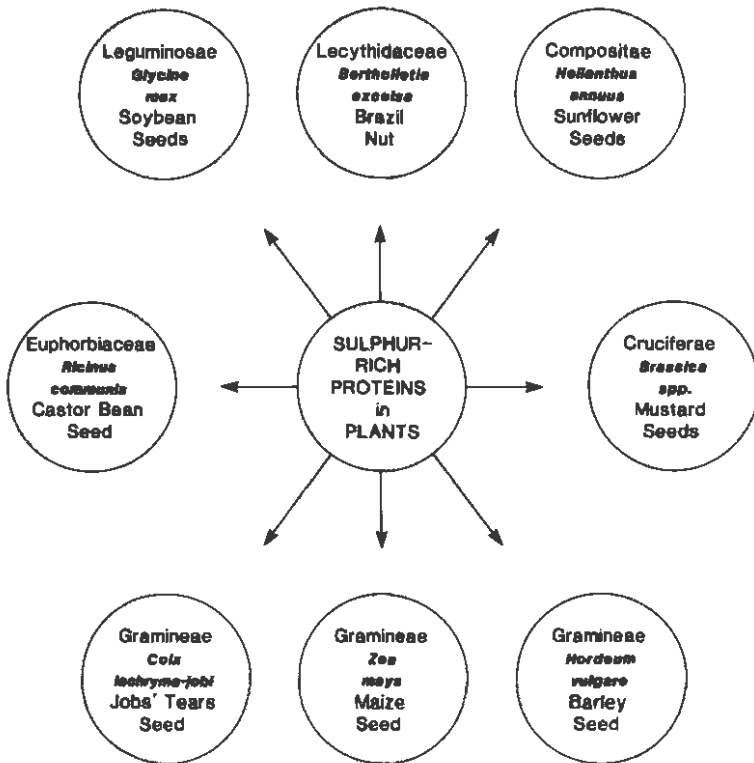 Leguminosae
Glycine
max
Soybean
Seeds
Lecythidaceae
Bertholletia
excelsa
Brazil
Nut
Compositae
Helianthus
annuus
Sunflower
Seeds
Euphorbiaceae
Ricinus
communis
Castor Bean
Seed
SULPHUR-
RICH
PROTEINS
in
PLANTS
Cruciferae
Brassica
spp.
Mustard
Seeds
Gramineae
Coix
lachryma-jobi
Jobs' Tears
Seed
Gramineae
Zea
mays
Maize
Seed
Gramineae
Hordeum
vulgare
Barley
Seed